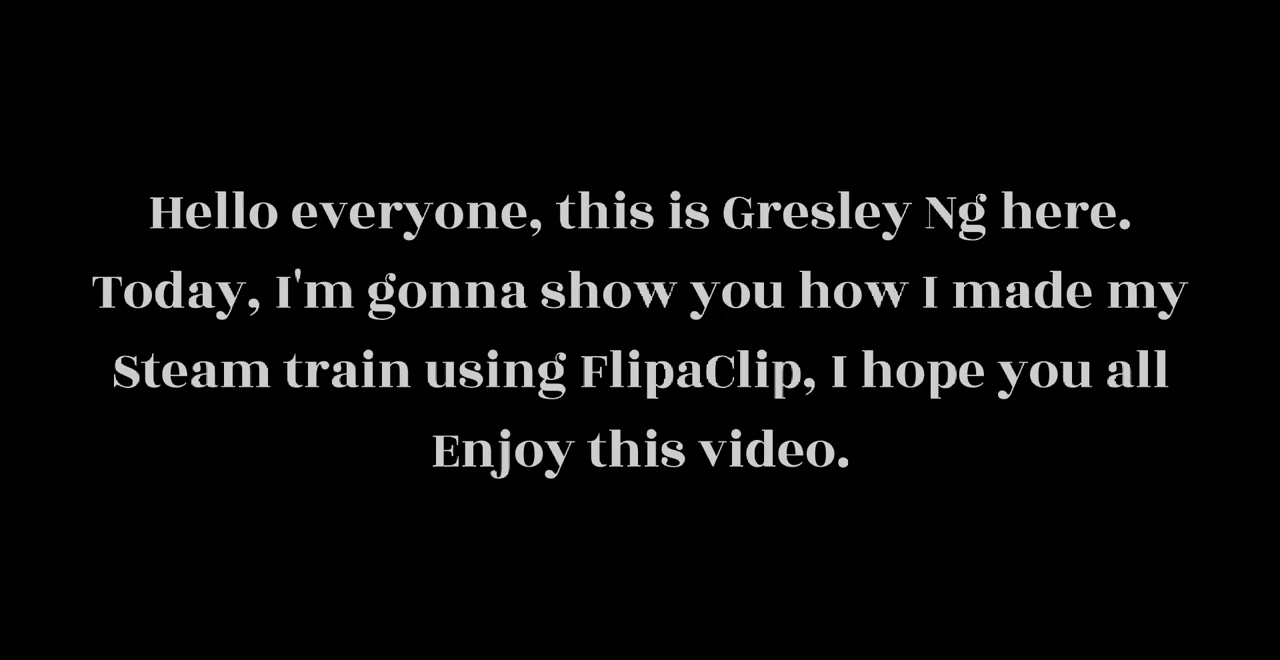 Hello everyone, this is Gresley Ng here.
Today, I'm gonna show you how I made my
Steam train using FlipaClip, I hope you all
Enjoy this video.